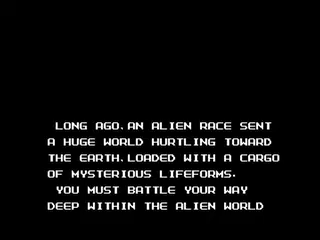 LONG AGO,AN ALIEN RACE SENT
A HUGE WORLD HURTLING TOWARD
THE EARTH,LOADED WITH A CARGO
OF MYSTERIOUS LIFEFORMS.
YOU MUST BATTLE YOUR WAY
DEEP WITHIN THE ALIEN WORLD